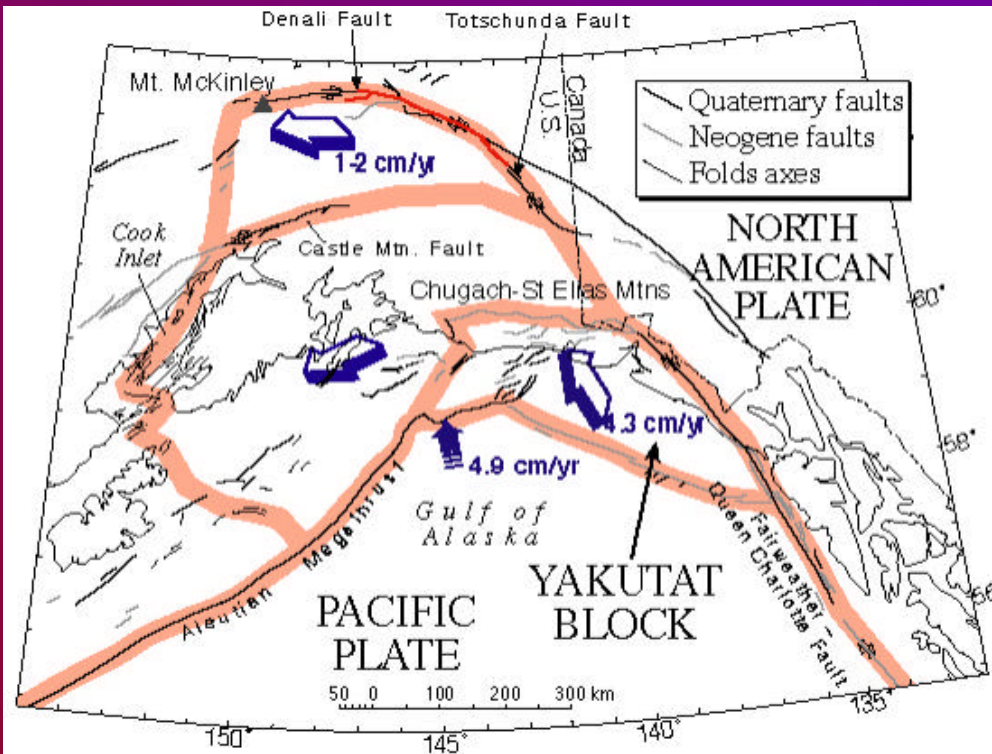 Denali Fault
Totschunda Fault
Mt. McKinley
Canada
U.S
Quaternary faults
Neogene faults
Folds axes
1-2 cm/yr
Cook
Inlet
Castle Mtn. Fault
NORTH
AMERICAN
PLATE
Chugach-St Elias Mtns
60°
58°
4.3 cm/yr
4.9 cm/yr
Gulf of
Alaska
Aleutian Megathrust
Fairweather –
Queen Charlotte Fault
YAKUTAT
BLOCK
PACIFIC
PLATE
56
50 0 100 200 300 km
150°
145°
140°
135°